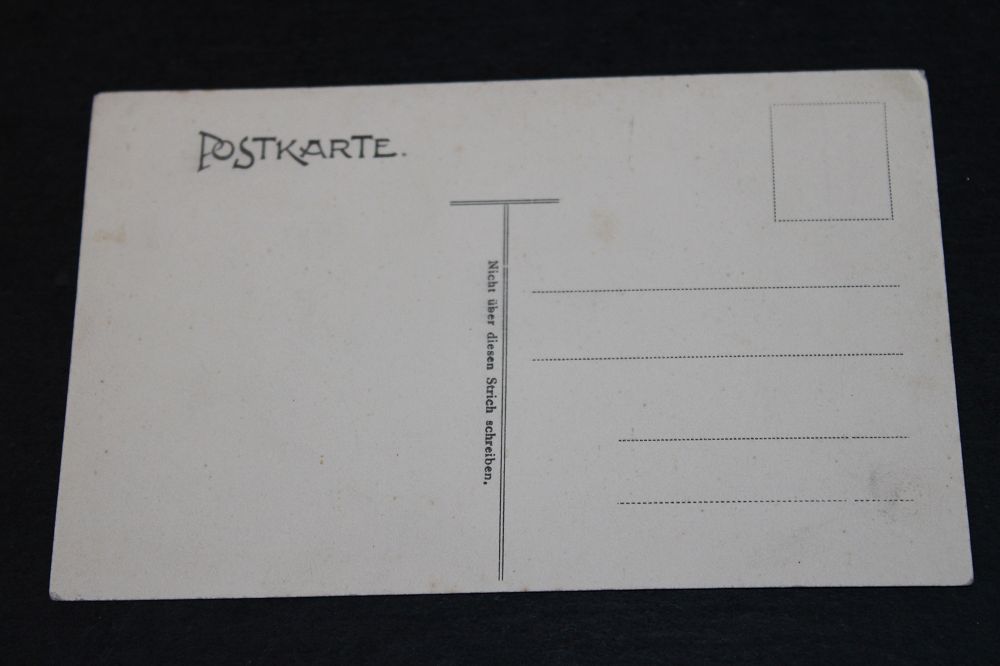 POSTKARTE.
Nicht über diesen Strich schreiben.